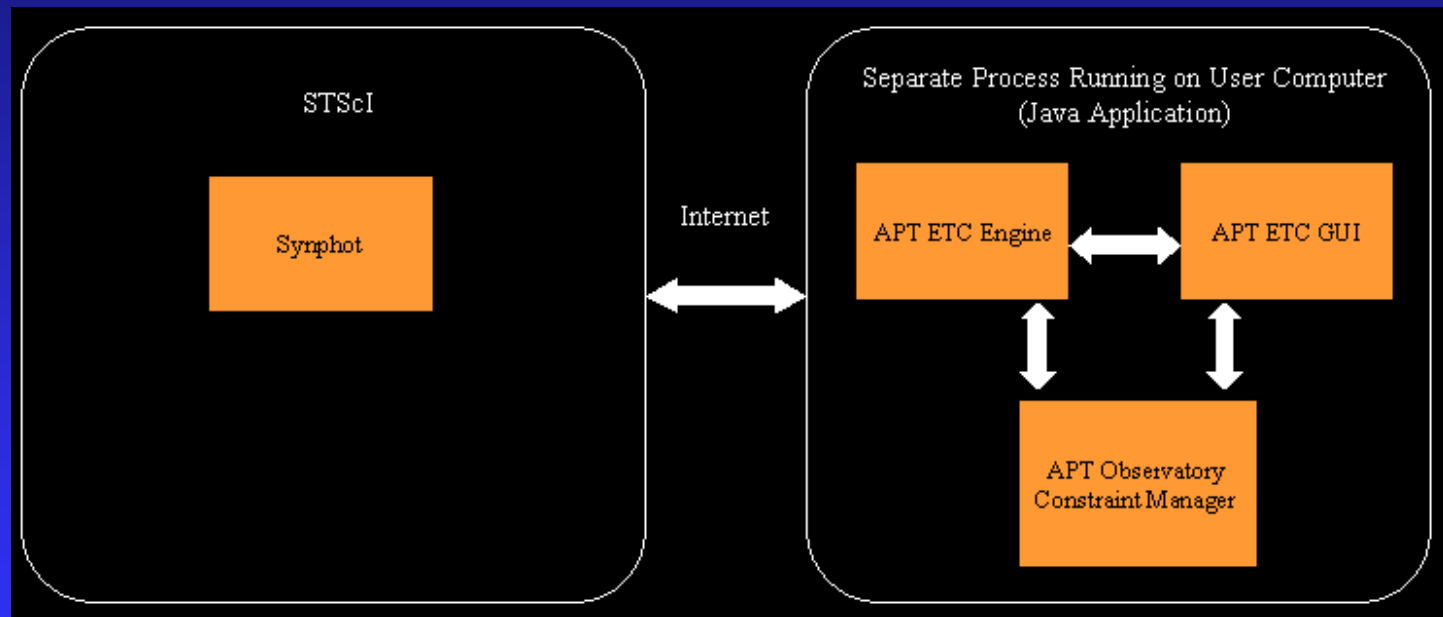 STScI
Synphot
Internet
Separate Process Running on User Computer
(Java Application)
APT ETC Engine
APT ETC GUI
APT Observatory
Constraint Manager